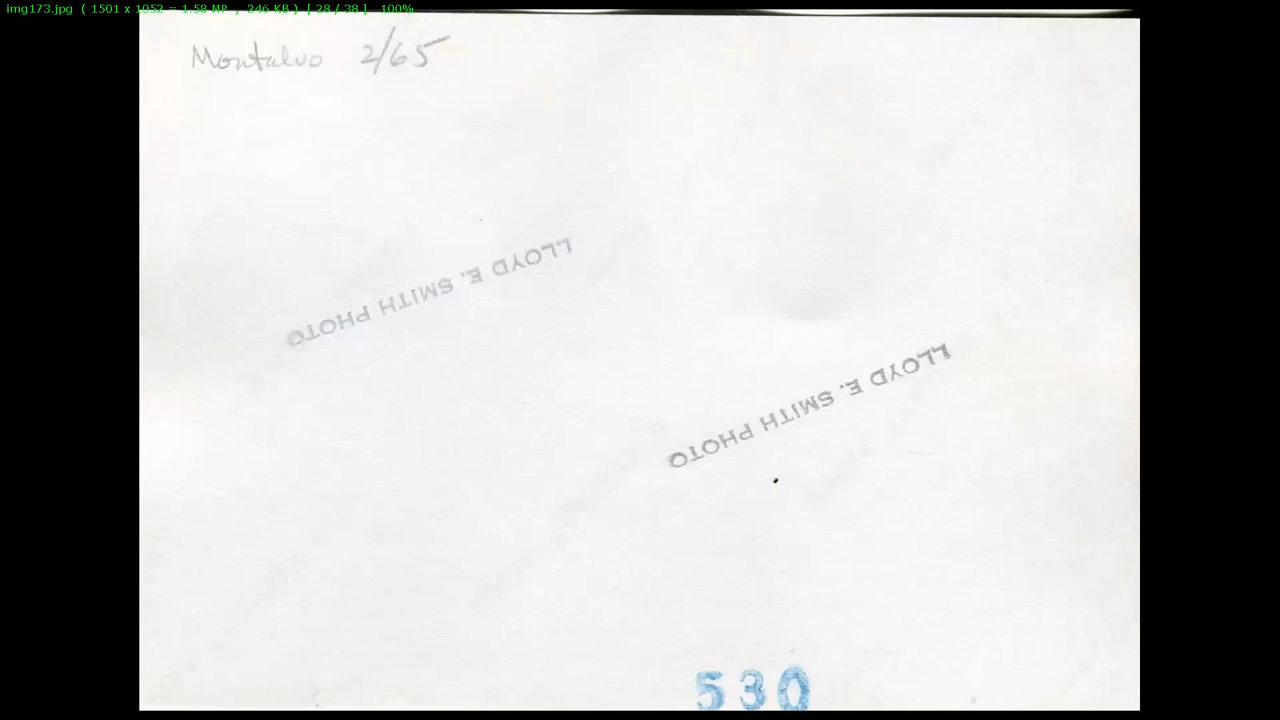 img173.jpg ( 1501 x 1052 = 1.58 MP , 246 KB ) [ 28 / 38 ] 100%
Montalvo 2/65
LLOYD E. SMITH PHOTO
LLOYD E. SMITH PHOTO
530